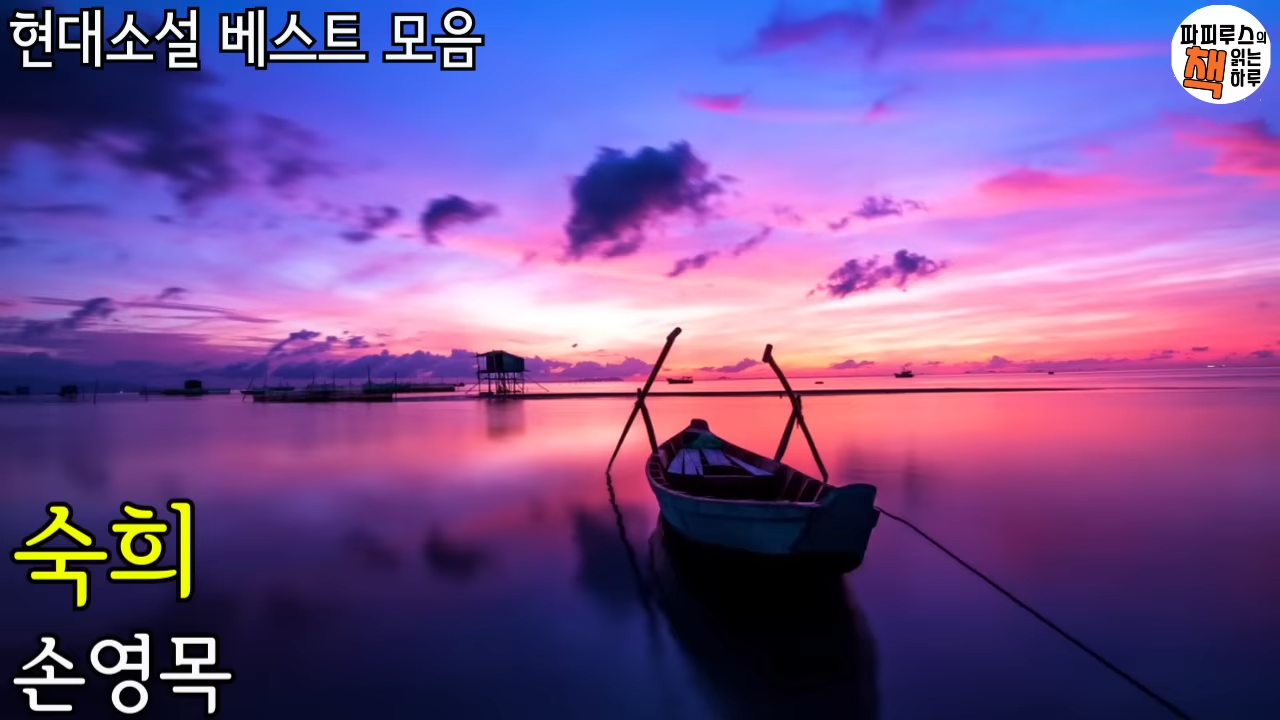 현대소설 베스트 모음
파피루스의
책 읽는
하루
숙희
손영목